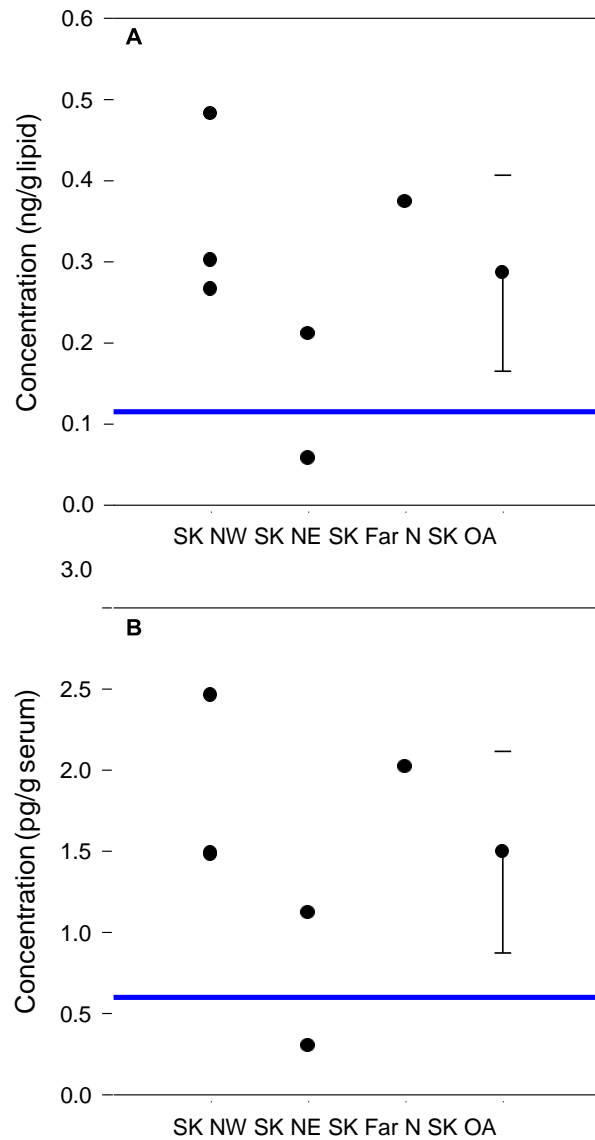 0.6
A
0.5
0.4
0.3
0.2
0.1
0.0
Concentration (ng/g lipid)
SK NW SK NE SK Far N SK OA
3.0
B
2.5
2.0
1.5
1.0
0.5
0.0
Concentration (pg/g serum)
SK NW SK NE SK Far N SK OA